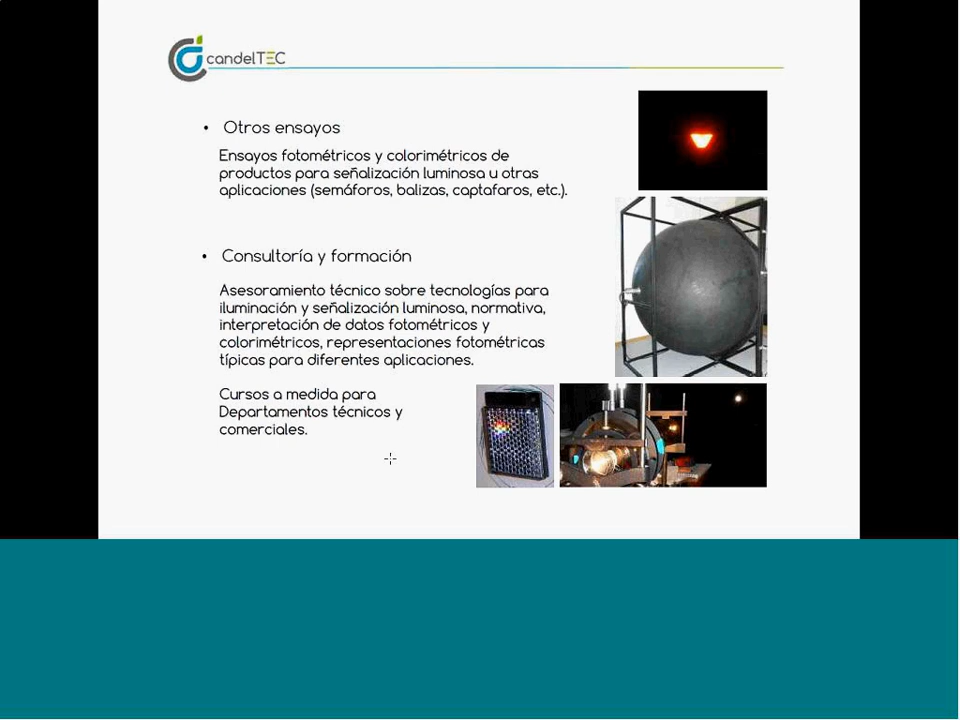 candelTEC
• Otros ensayos
Ensayos fotométricos y colorimétricos de
productos para señalización luminosa u otras
aplicaciones (semáforos, balizas, captafaros, etc.).
• Consultoría y formación
Asesoramiento técnico sobre tecnologías para
iluminación y señalización luminosa, normativa,
interpretación de datos fotométricos y
colorimétricos, representaciones fotométricas
típicas para diferentes aplicaciones.
Cursos a medida para
Departamentos técnicos y
comerciales.